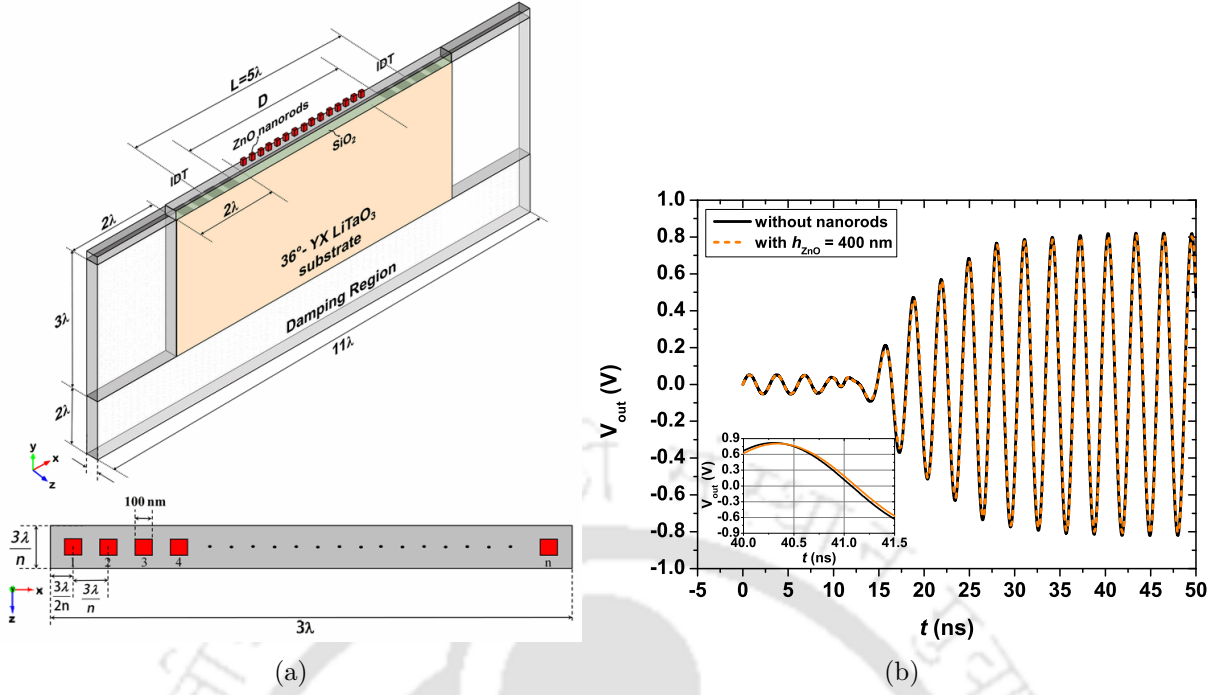 L=5λ
IDT
D
ZnO nanorods
SiO₂
IDT
2λ
2λ
36°- YX LiTaO₃
substrate
3λ
Damping Region
11λ
2λ
y
x
z
100 nm
3λ
n
1 2 3 4 n
3λ
2n
3λ
n
x
z
3λ
(a)
1.0
0.8
0.6
0.4
0.2
0.0
-0.2
-0.4
-0.6
-0.8
-1.0
V_out (V)
without nanorods
with h_ZnO = 400 nm
0.9
0.6
0.3
0.0
-0.3
-0.6
-0.9
V_out (V)
40.0 40.5 41.0 41.5
t (ns)
-5 0 5 10 15 20 25 30 35 40 45 50
t (ns)
(b)